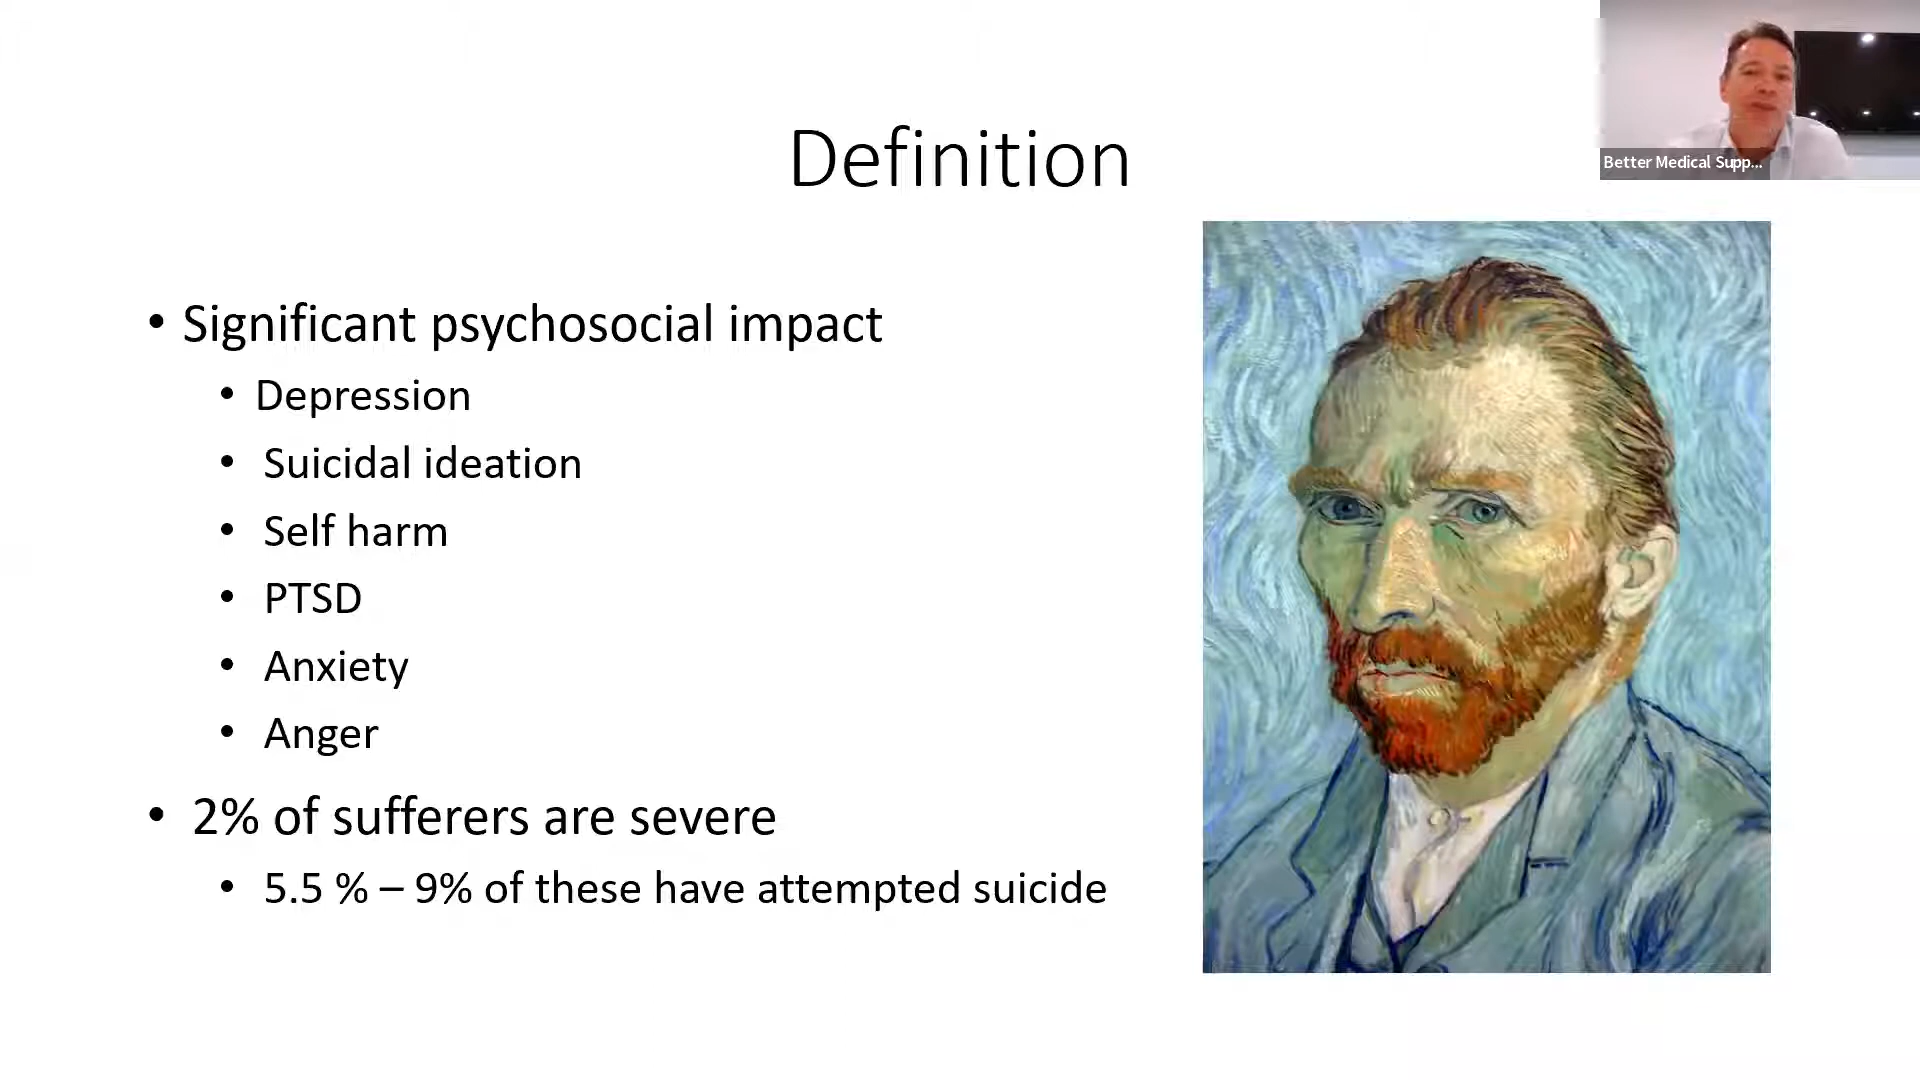 Definition
Better Medical Supp...
• Significant psychosocial impact
• Depression
• Suicidal ideation
• Self harm
• PTSD
• Anxiety
• Anger
• 2% of sufferers are severe
• 5.5 % – 9% of these have attempted suicide